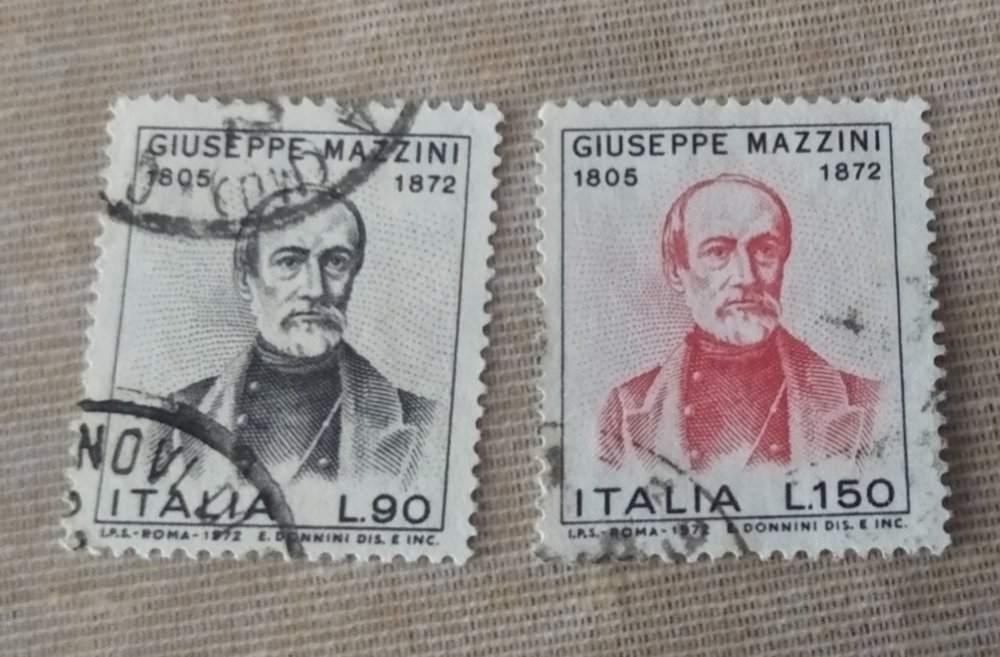 GIUSEPPE MAZZINI
1805 1872
ITALIA L.90
I.P.S.-ROMA-1972 E. DONNINI DIS. E INC.
NOV
GIUSEPPE MAZZINI
1805 1872
ITALIA L.150
I.P.S.-ROMA-1972 E. DONNINI DIS. E INC.